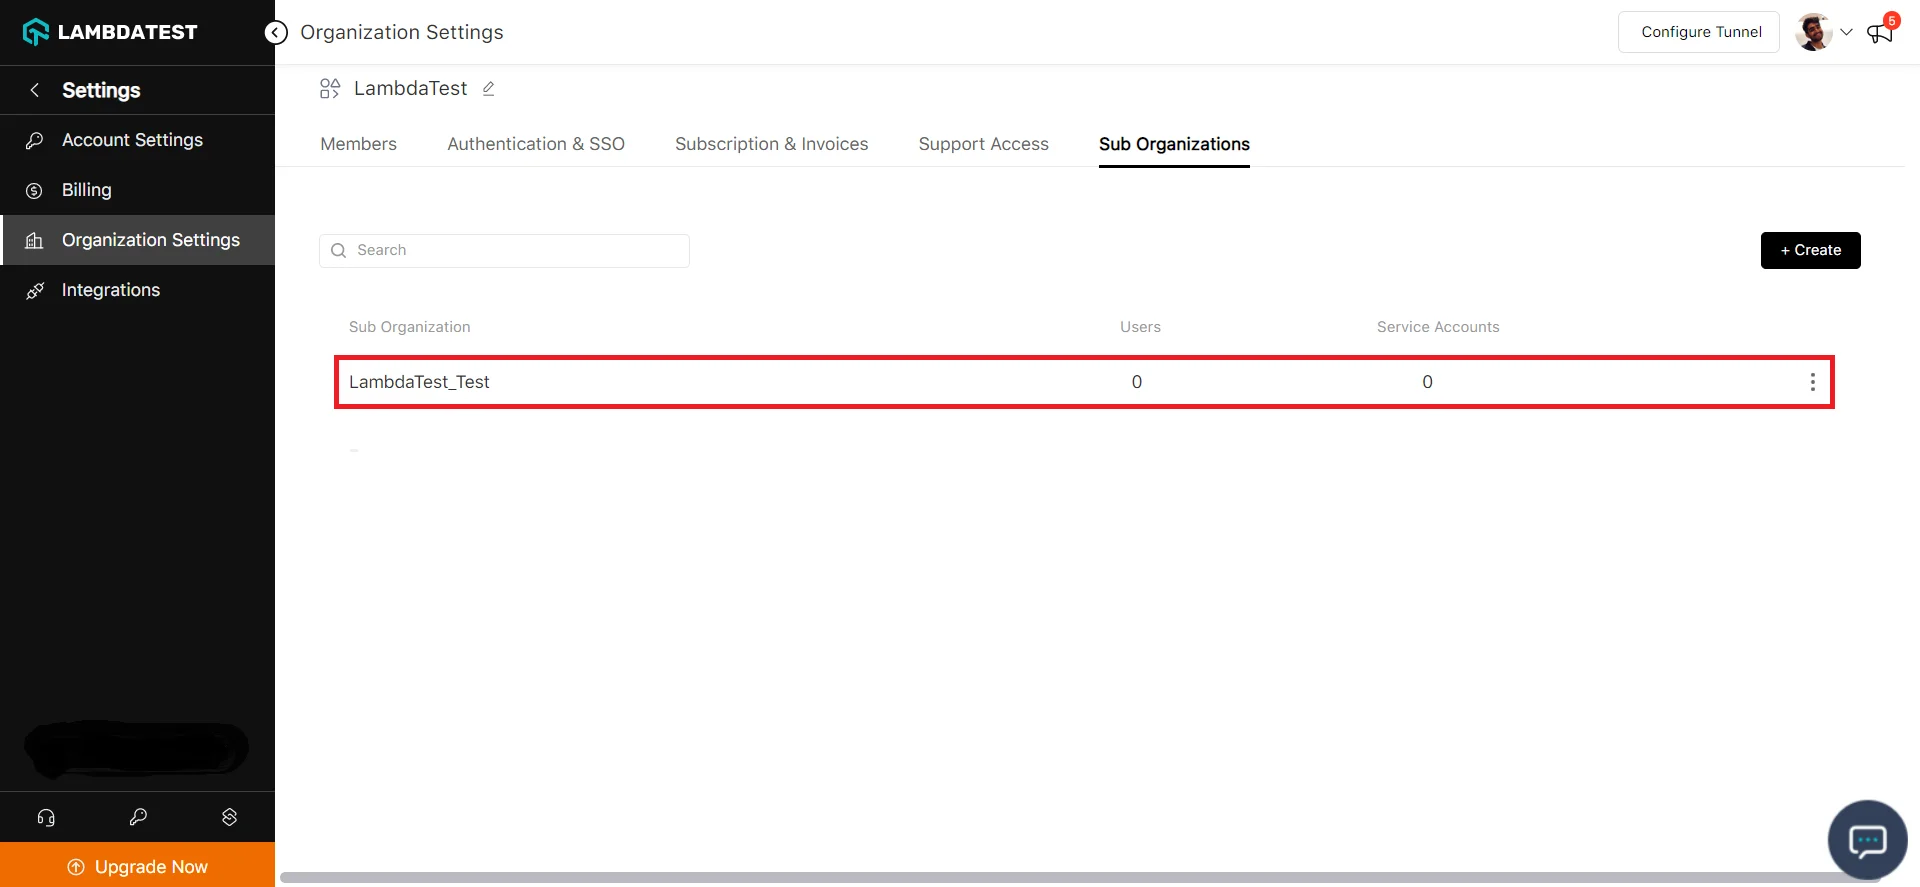 LAMBDATEST
Organization Settings
Configure Tunnel
5
Settings
Account Settings
Billing
Organization Settings
Integrations
Upgrade Now
LambdaTest
Members
Authentication & SSO
Subscription & Invoices
Support Access
Sub Organizations
Search
+ Create
Sub Organization Users Service Accounts
LambdaTest_Test 0 0